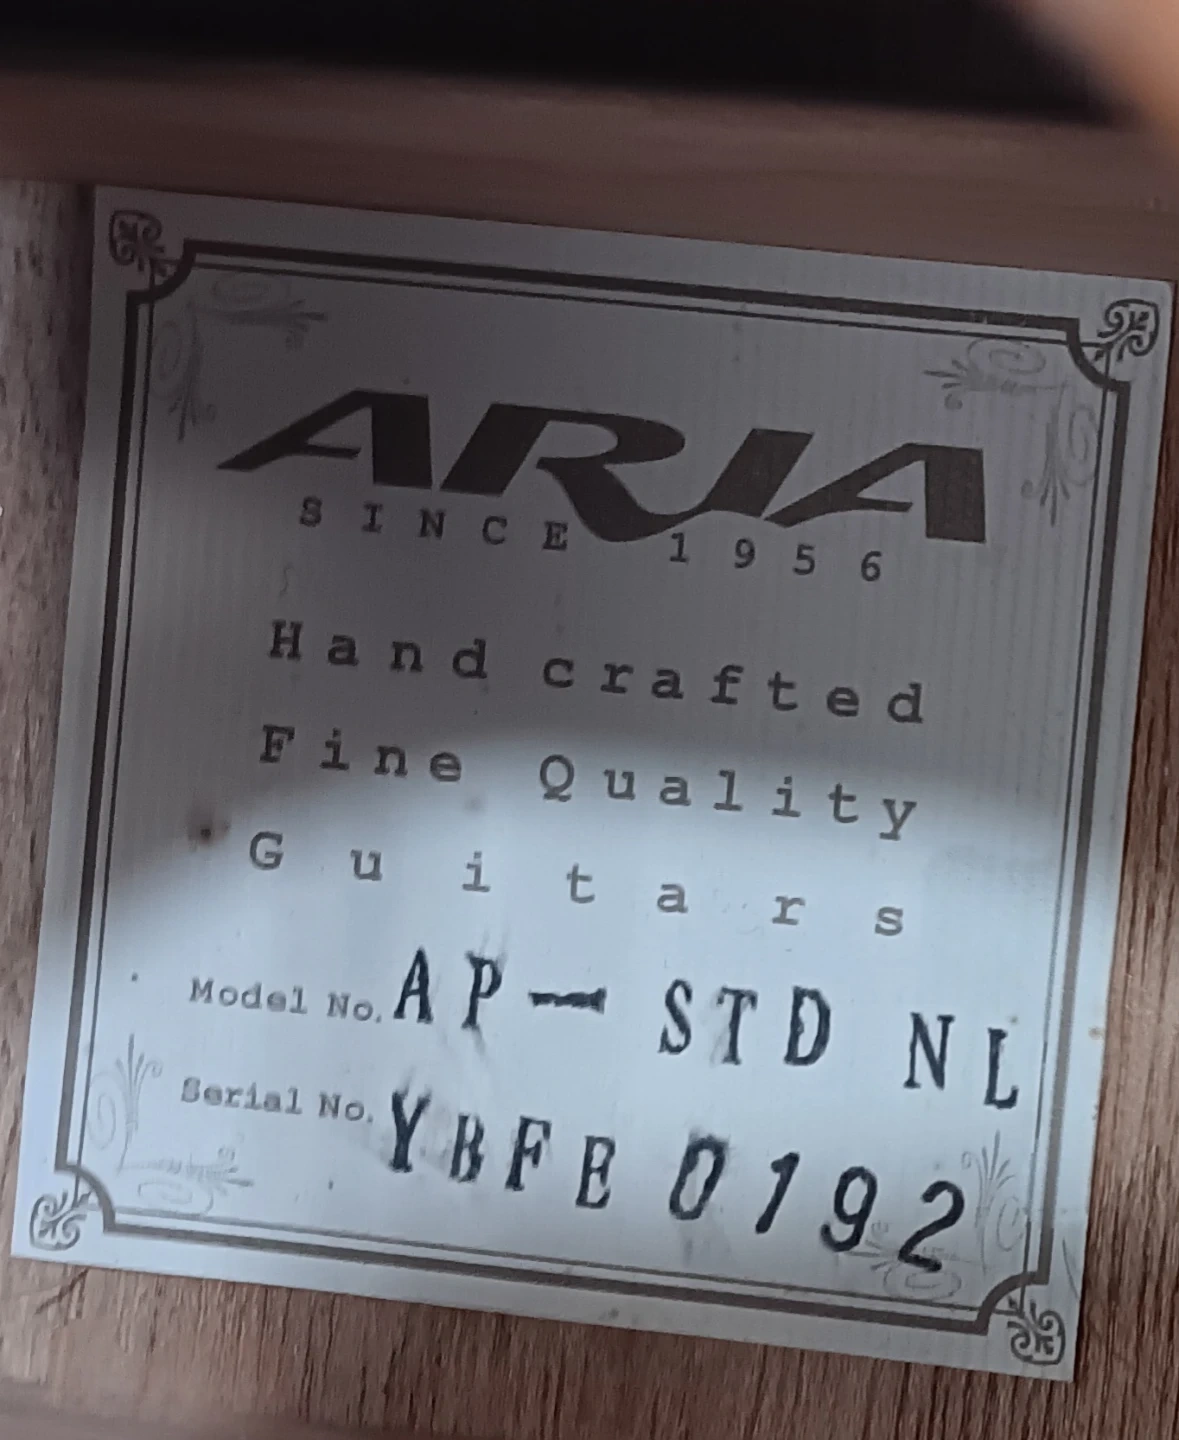 ARIA
SINCE 1956
Hand crafted
Fine Quality
Guitars
Model No. AP-STD NL
Serial No. YBFE 0192